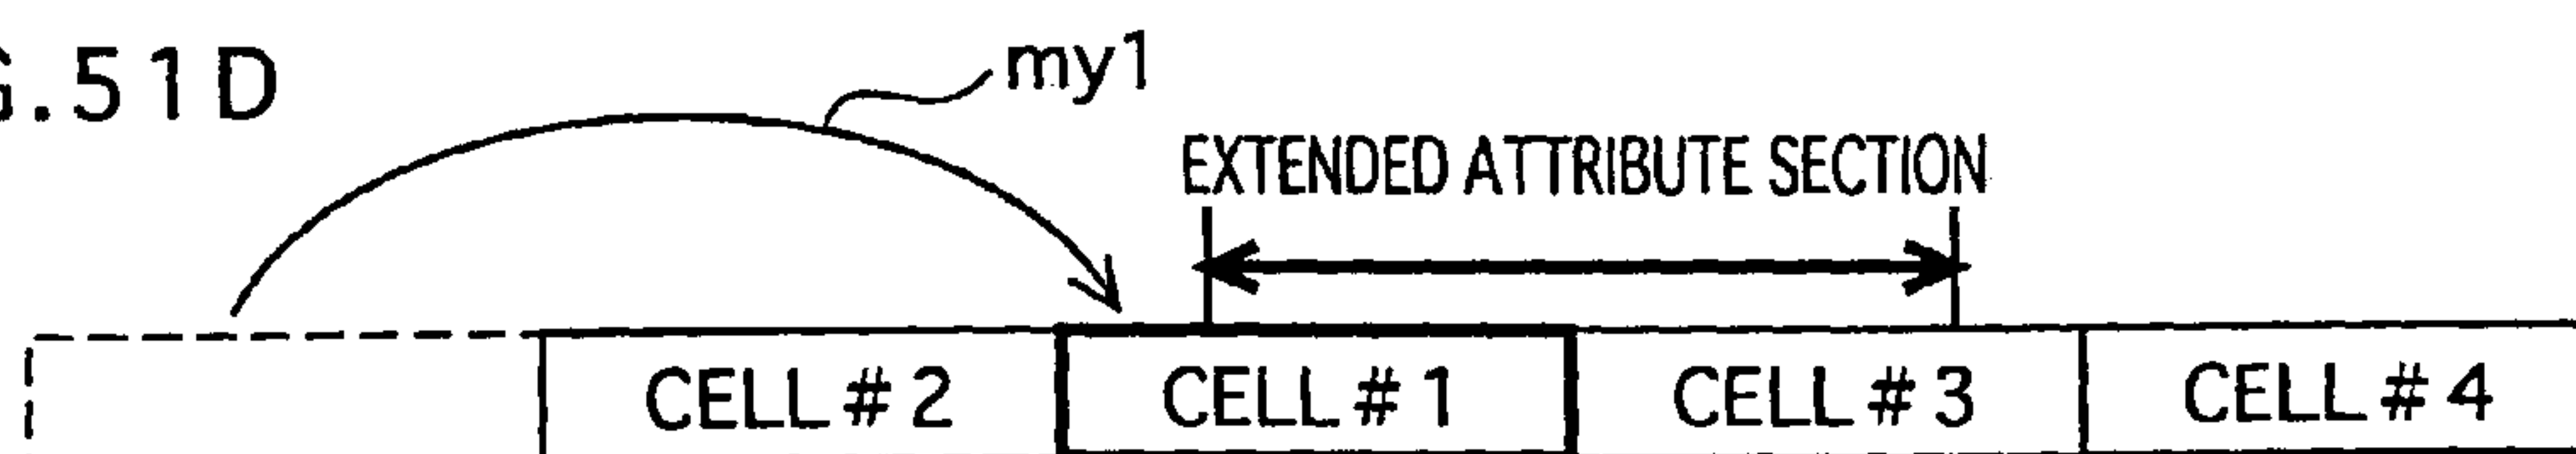 G.51D
my1
EXTENDED ATTRIBUTE SECTION
CELL #2 CELL #1 CELL #3 CELL #4